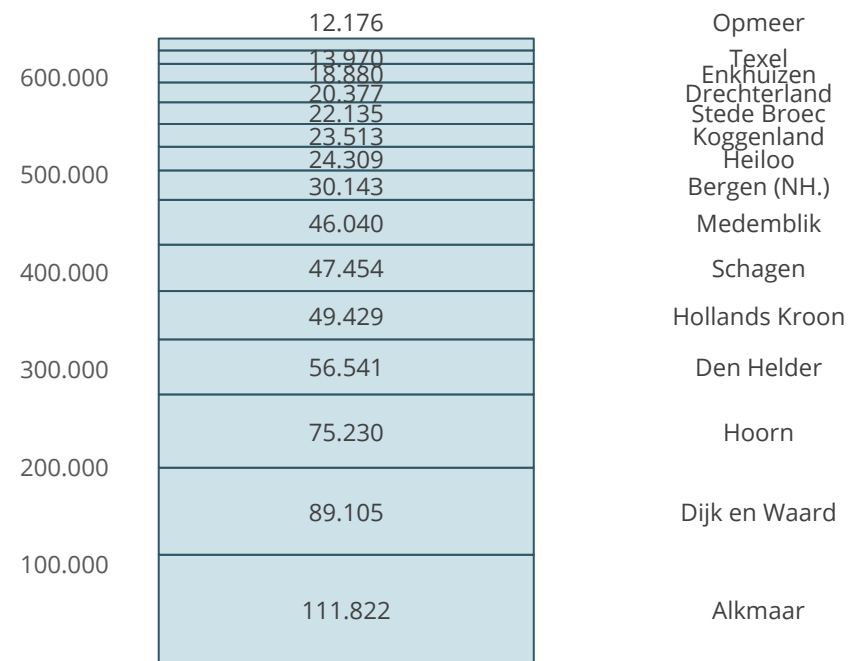 12.176 Opmeer
13.970 Texel
18.880 Enkhuizen
600.000
20.377 Drechterland
22.135 Stede Broec
23.513 Koggenland
24.309 Heiloo
500.000
30.143 Bergen (NH.)
46.040 Medemblik
400.000
47.454 Schagen
49.429 Hollands Kroon
300.000
56.541 Den Helder
75.230 Hoorn
200.000
89.105 Dijk en Waard
100.000
111.822 Alkmaar